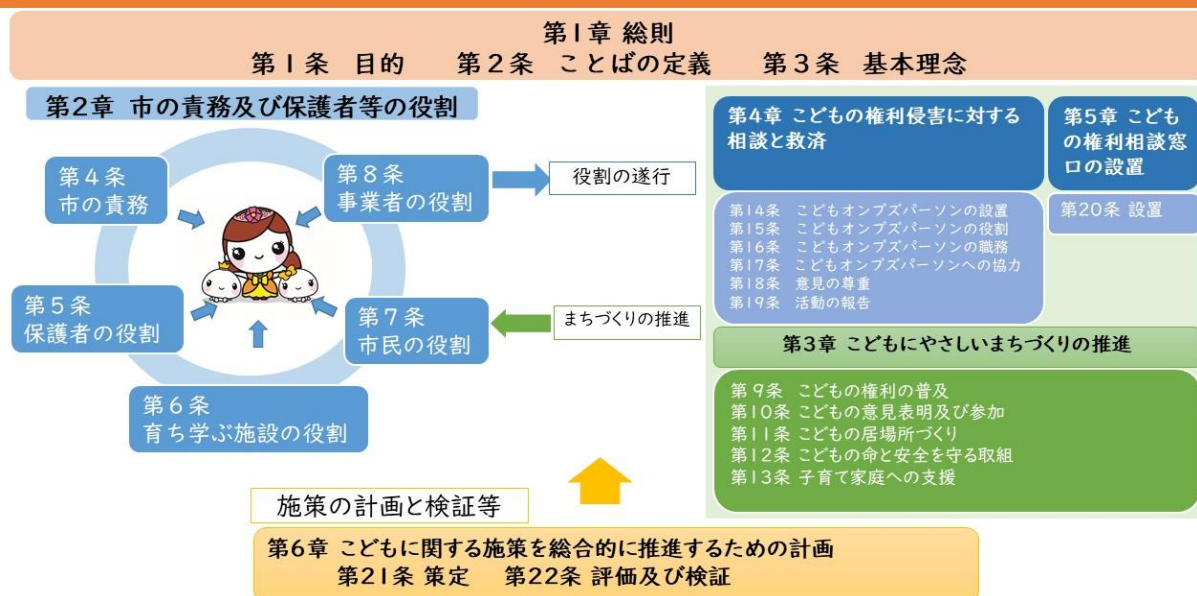 第1章 総則
第1条 目的 第2条 ことばの定義 第3条 基本理念
第2章 市の責務及び保護者等の役割
第4条
市の責務
第8条
事業者の役割
第5条
保護者の役割
第7条
市民の役割
第6条
育ち学ぶ施設の役割
役割の遂行
まちづくりの推進
第4章 こどもの権利侵害に対する
相談と救済
第14条 こどもオンブズパーソンの設置
第15条 こどもオンブズパーソンの役割
第16条 こどもオンブズパーソンの職務
第17条 こどもオンブズパーソンへの協力
第18条 意見の尊重
第19条 活動の報告
第5章 こども
の権利相談窓
口の設置
第20条 設置
第3章 こどもにやさしいまちづくりの推進
第9条 こどもの権利の普及
第10条 こどもの意見表明及び参加
第11条 こどもの居場所づくり
第12条 こどもの命と安全を守る取組
第13条 子育て家庭への支援
施策の計画と検証等
第6章 こどもに関する施策を総合的に推進するための計画
第21条 策定 第22条 評価及び検証